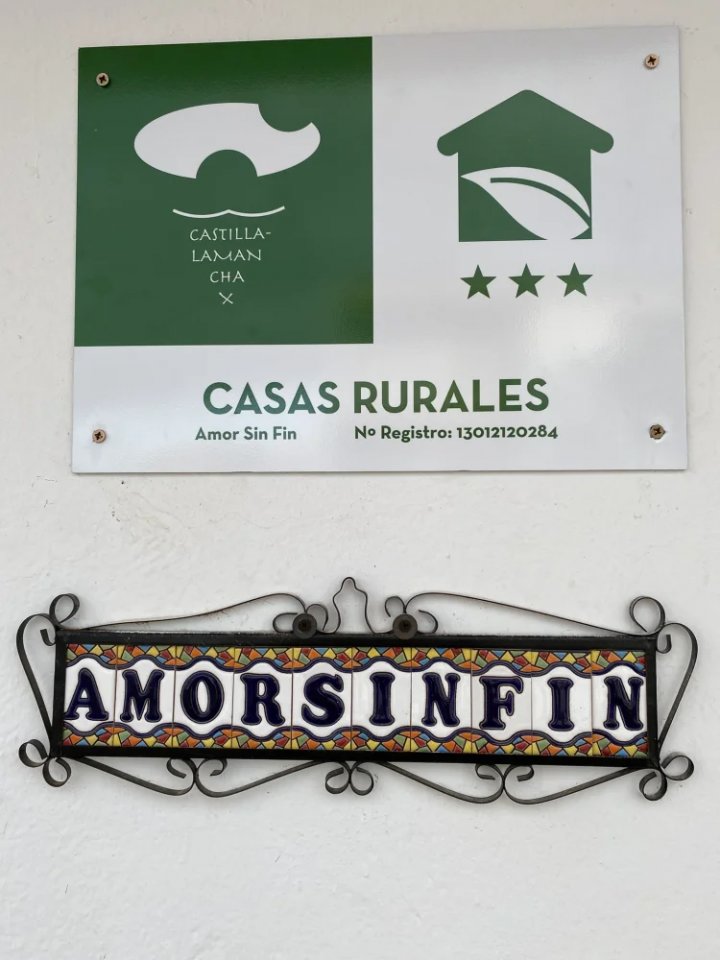 CASTILLA-
LAMAN
CHA
X
CASAS RURALES
Amor Sin Fin Nº Registro: 13012120284
AMORSINFIN